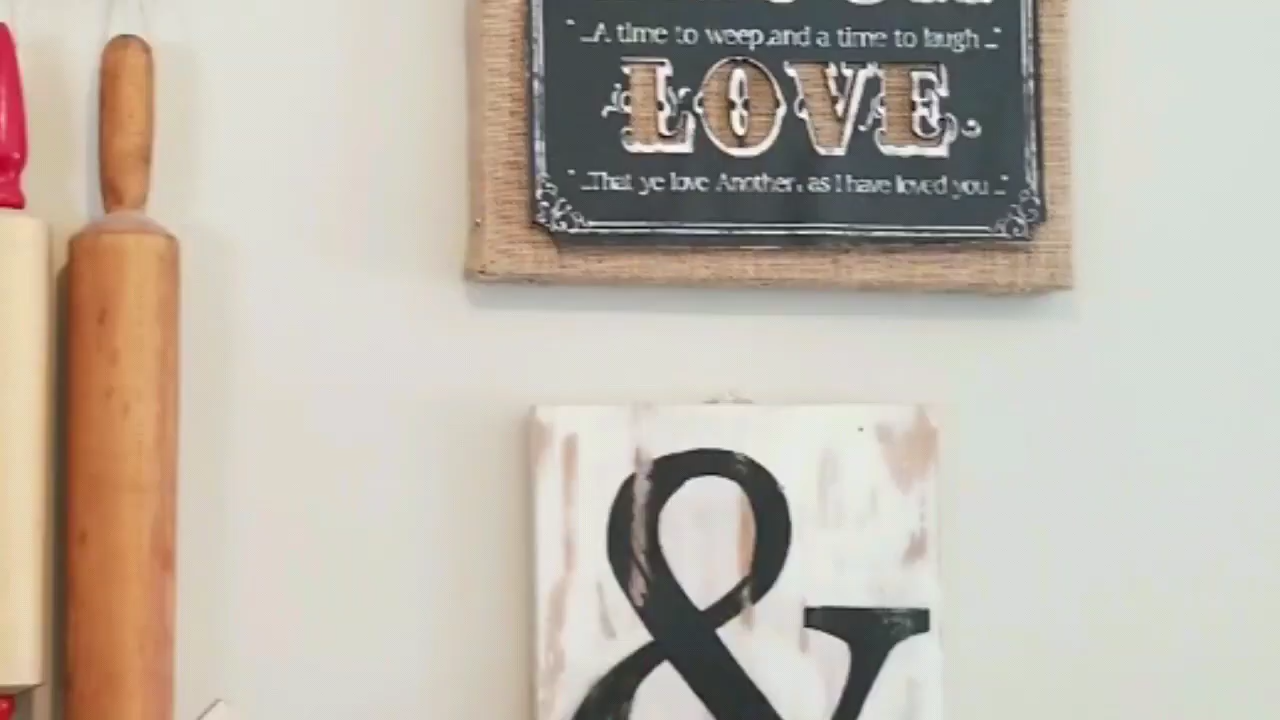 "...A time to weep,and a time to laugh..."
LOVE
"...That ye love Another, as I have loved you..."
&